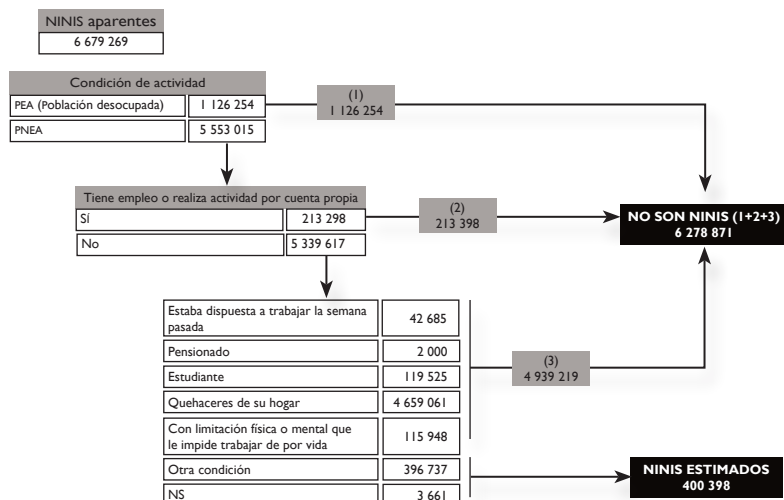 NINIS aparentes
6 679 269
Condición de actividad
PEA (Población desocupada) 1 126 254
PNEA 5 553 015
(1)
1 126 254
Tiene empleo o realiza actividad por cuenta propia
Sí 213 298
No 5 339 617
(2)
213 398
NO SON NINIS (1+2+3)
6 278 871
Estaba dispuesta a trabajar la semana
pasada 42 685
Pensionado 2 000
Estudiante 119 525
Quehaceres de su hogar 4 659 061
Con limitación física o mental que
le impide trabajar de por vida 115 948
Otra condición 396 737
NS 3 661
(3)
4 939 219
NINIS ESTIMADOS
400 398